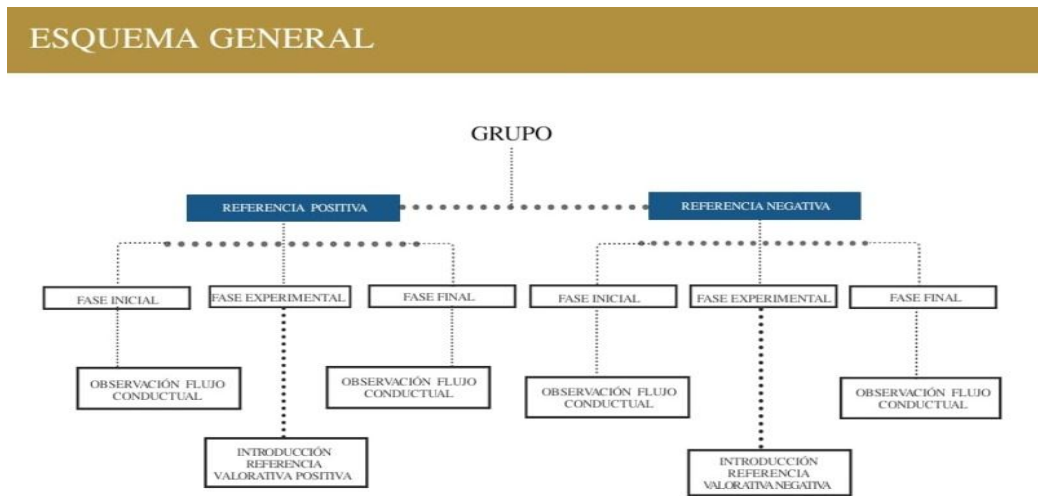 ESQUEMA GENERAL
GRUPO
REFERENCIA POSITIVA
REFERENCIA NEGATIVA
FASE INICIAL
FASE EXPERIMENTAL
FASE FINAL
FASE INICIAL
FASE EXPERIMENTAL
FASE FINAL
OBSERVACIÓN FLUJO
CONDUCTUAL
OBSERVACIÓN FLUJO
CONDUCTUAL
OBSERVACIÓN FLUJO
CONDUCTUAL
OBSERVACIÓN FLUJO
CONDUCTUAL
INTRODUCCIÓN
REFERENCIA
VALORATIVA POSITIVA
INTRODUCCIÓN
REFERENCIA
VALORATIVA NEGATIVA